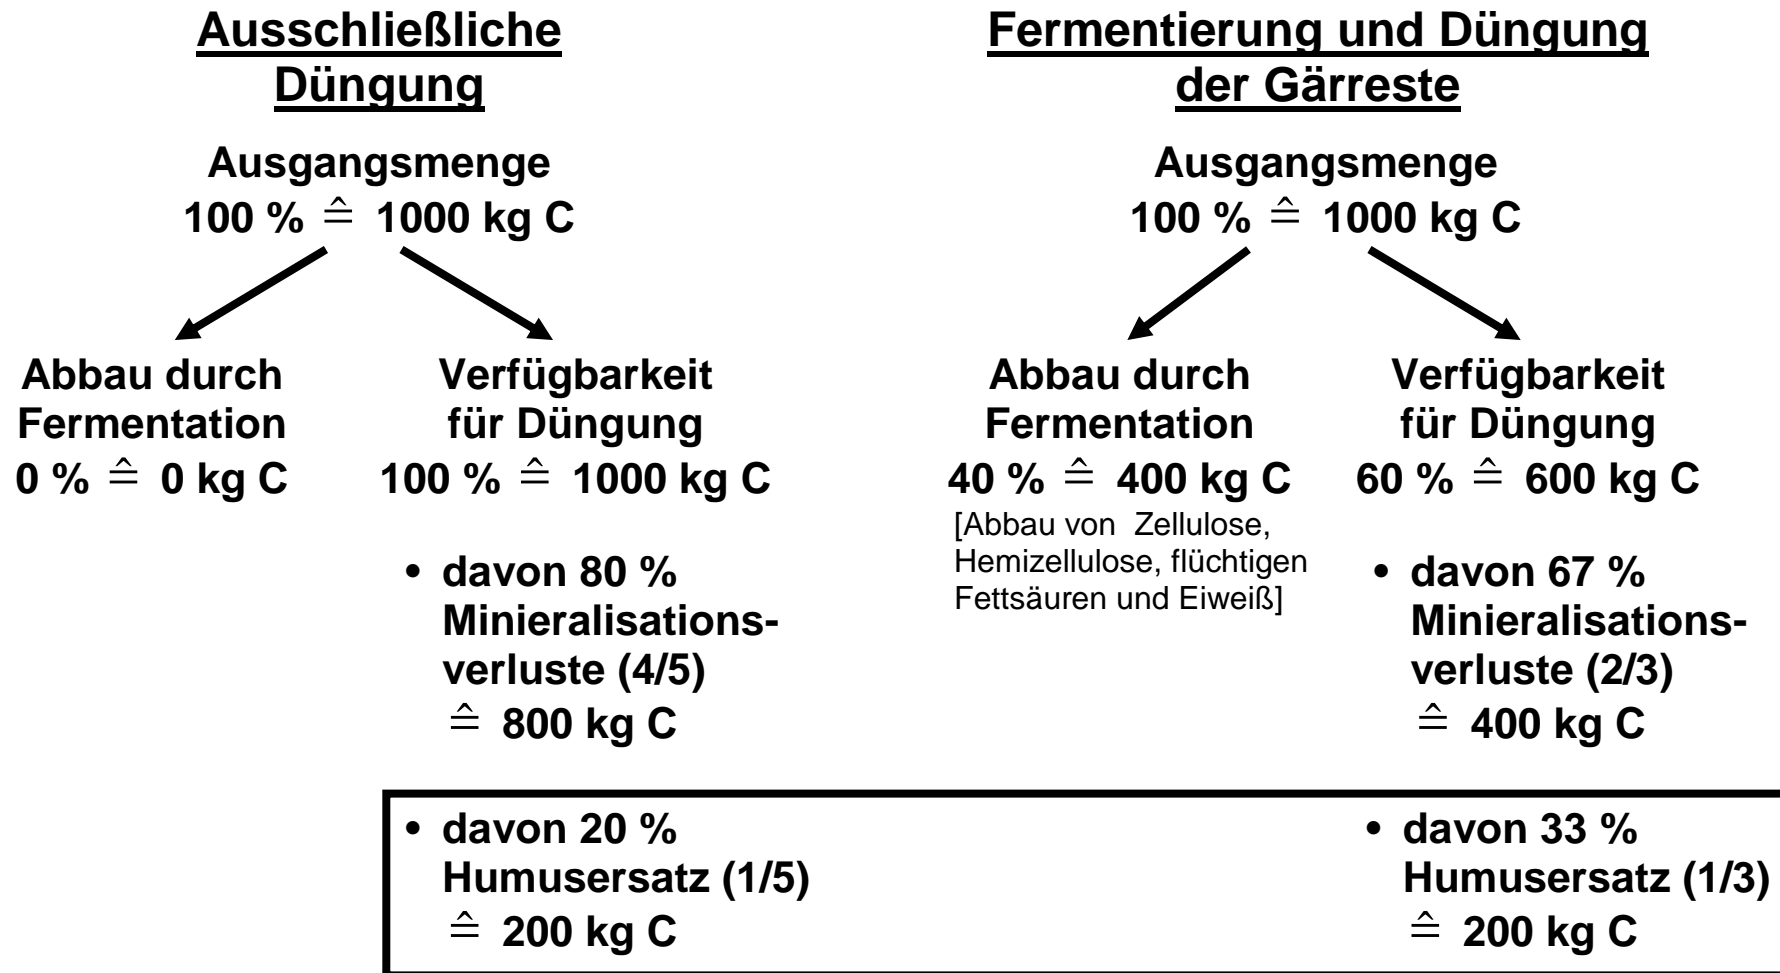 Ausschließliche
Düngung
Ausgangsmenge
100 % ≙ 1000 kg C
Abbau durch
Fermentation
0 % ≙ 0 kg C
Verfügbarkeit
für Düngung
100 % ≙ 1000 kg C
• davon 80 %
Minieralisations-
verluste (4/5)
≙ 800 kg C
• davon 20 %
Humusersatz (1/5)
≙ 200 kg C
Fermentierung und Düngung
der Gärreste
Ausgangsmenge
100 % ≙ 1000 kg C
Abbau durch
Fermentation
40 % ≙ 400 kg C
[Abbau von Zellulose,
Hemizellulose, flüchtigen
Fettsäuren und Eiweiß]
Verfügbarkeit
für Düngung
60 % ≙ 600 kg C
• davon 67 %
Minieralisations-
verluste (2/3)
≙ 400 kg C
• davon 33 %
Humusersatz (1/3)
≙ 200 kg C